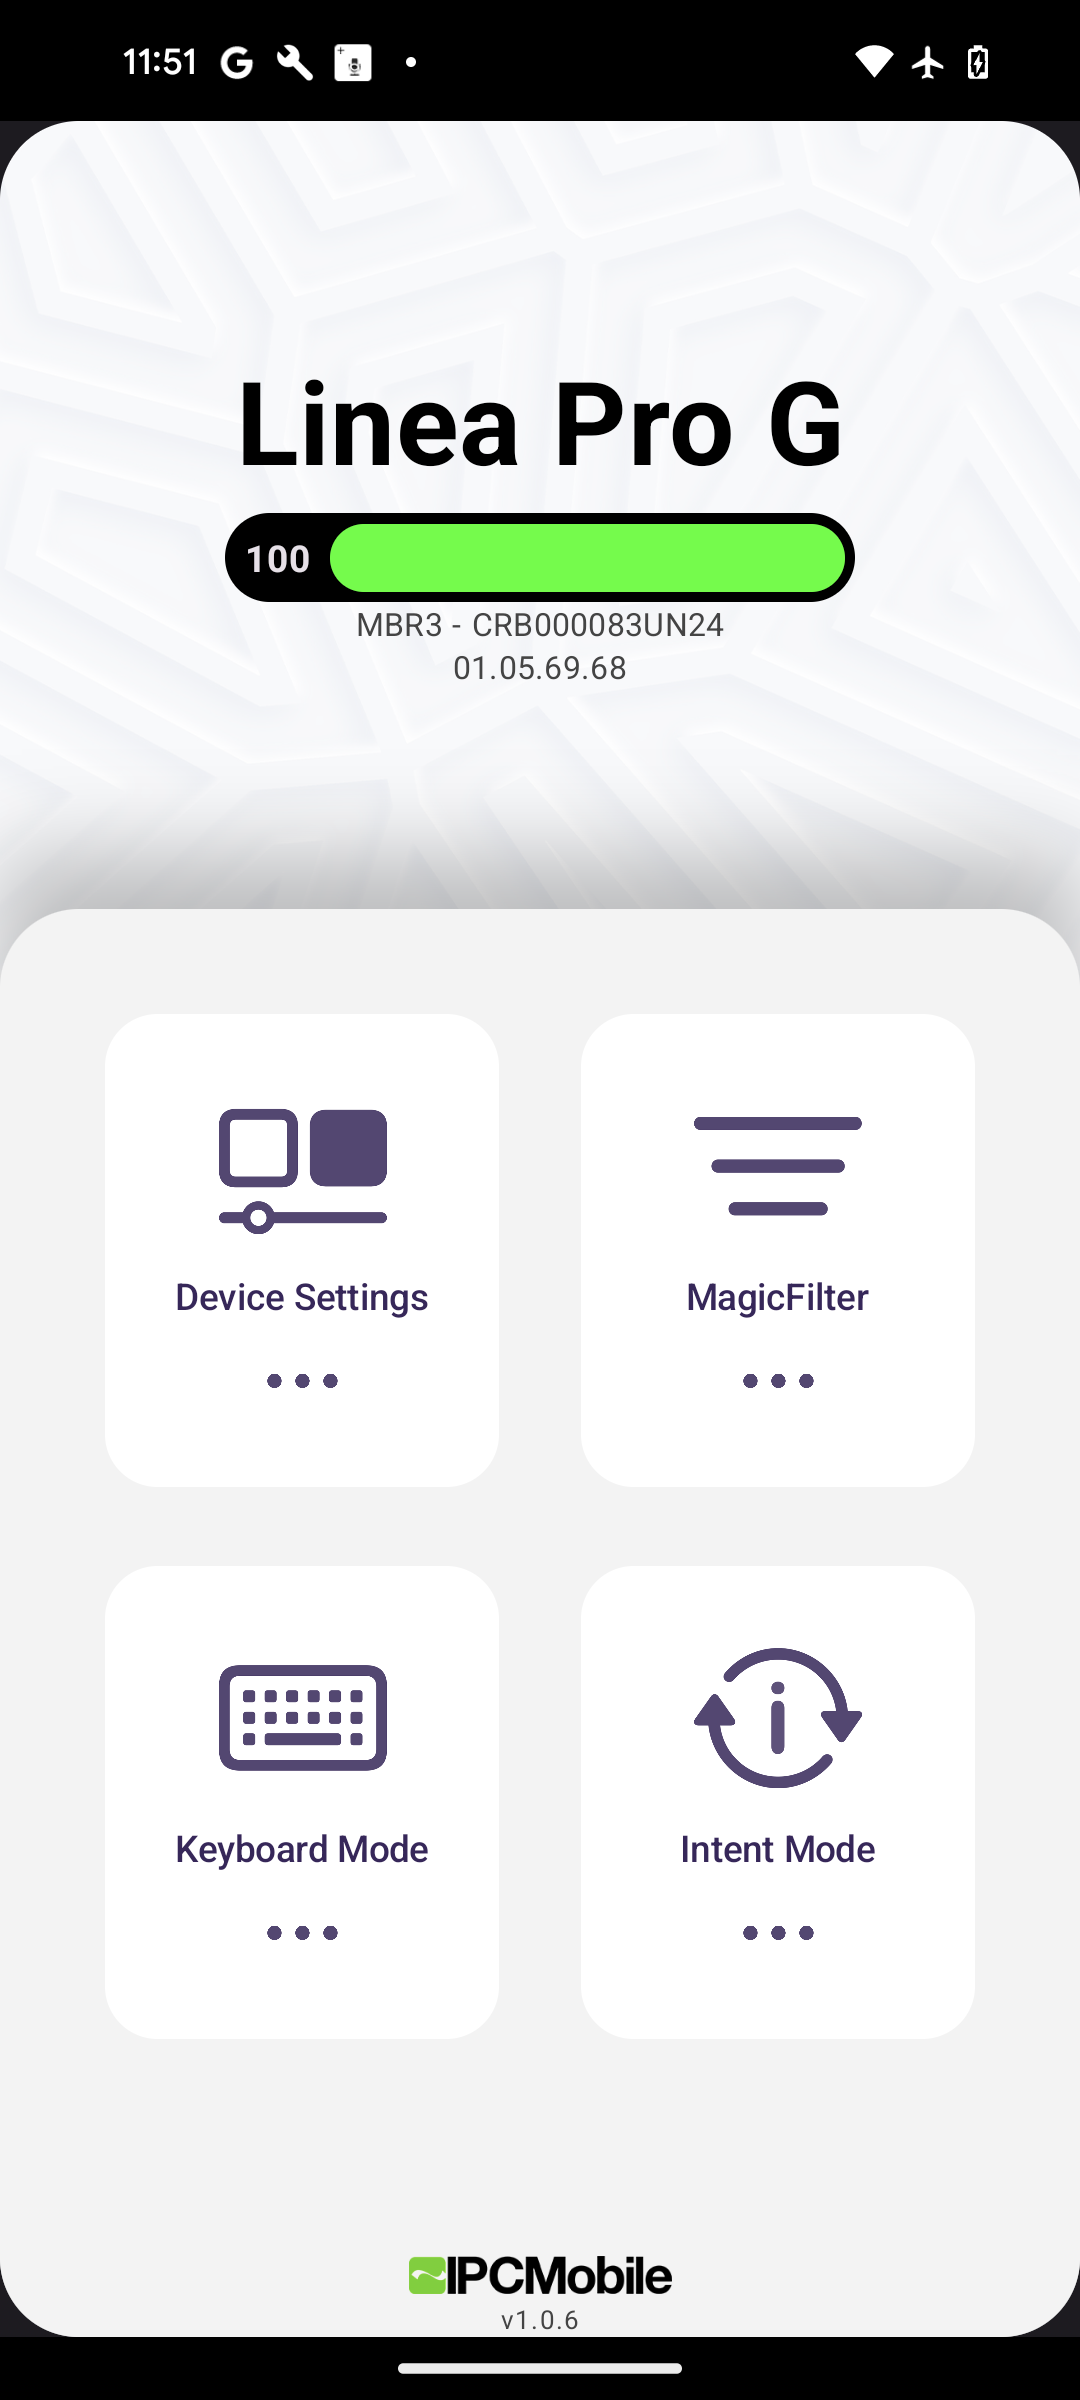 11:51
Linea Pro G
100
MBR3 - CRB000083UN24
01.05.69.68
Device Settings
MagicFilter
Keyboard Mode
Intent Mode
IPCMobile
v1.0.6